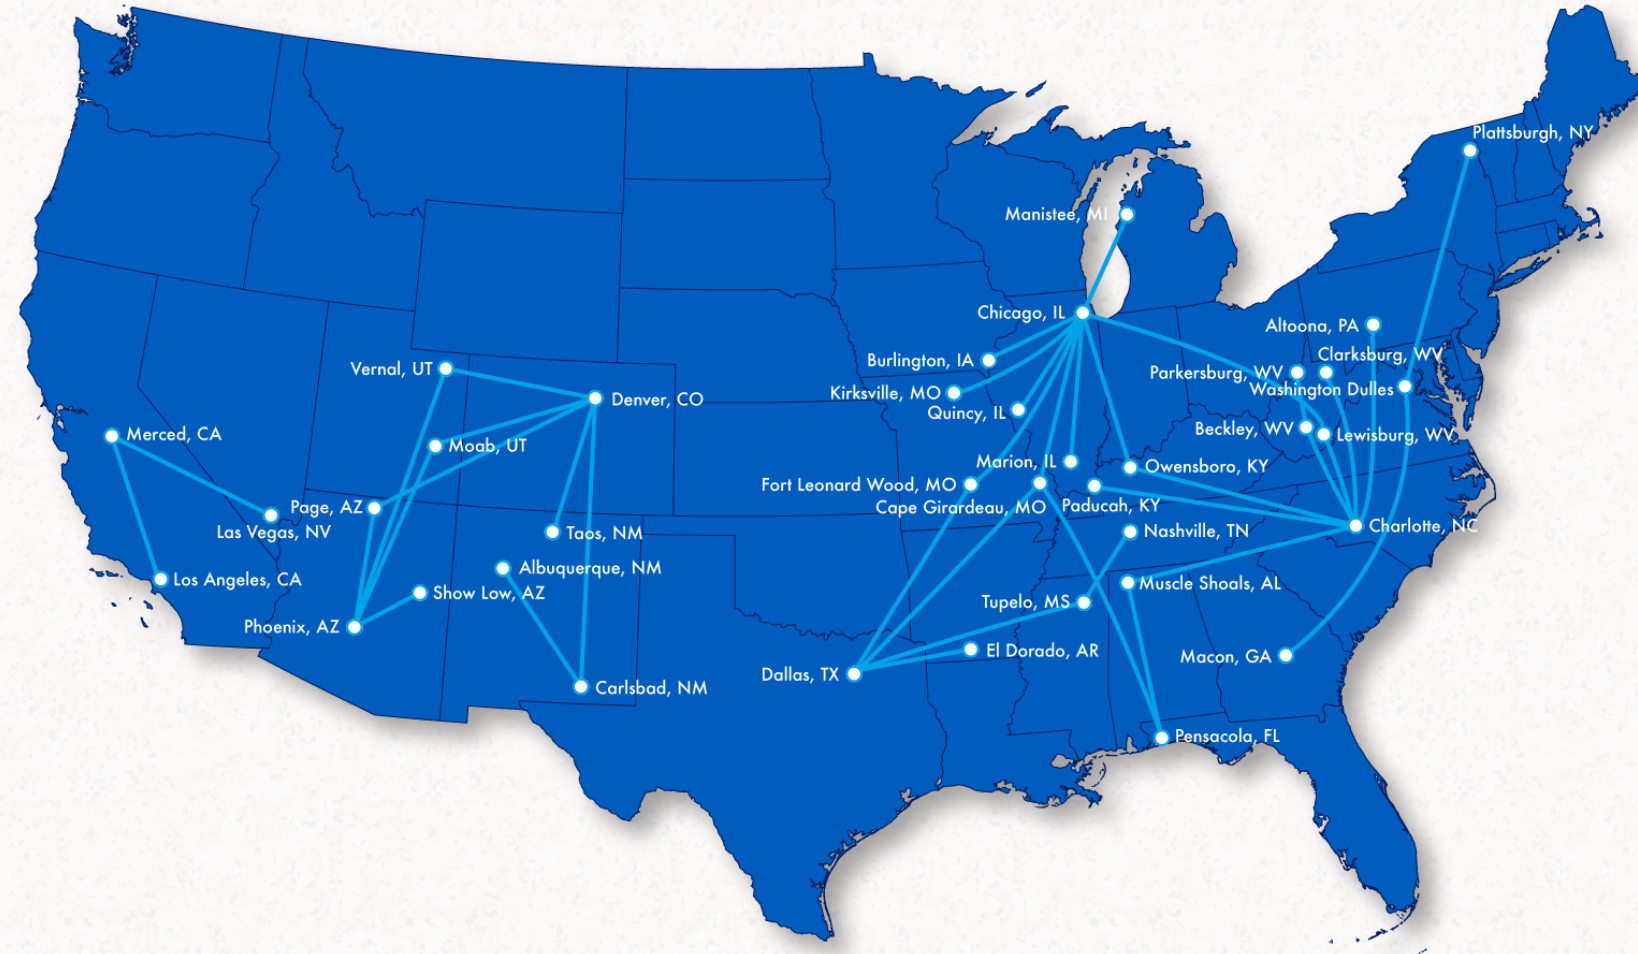 Plattsburgh, NY
Manistee, MI
Chicago, IL
Altoona, PA
Clarksburg, WV
Burlington, IA
Vernal, UT
Parkersburg, WV
Washington Dulles
Kirksville, MO
Denver, CO
Quincy, IL
Beckley, WV
Lewisburg, WV
Merced, CA
Moab, UT
Marion, IL
Owensboro, KY
Fort Leonard Wood, MO
Page, AZ
Cape Girardeau, MO
Paducah, KY
Charlotte, NC
Las Vegas, NV
Taos, NM
Nashville, TN
Albuquerque, NM
Los Angeles, CA
Muscle Shoals, AL
Show Low, AZ
Tupelo, MS
Phoenix, AZ
El Dorado, AR
Macon, GA
Dallas, TX
Carlsbad, NM
Pensacola, FL